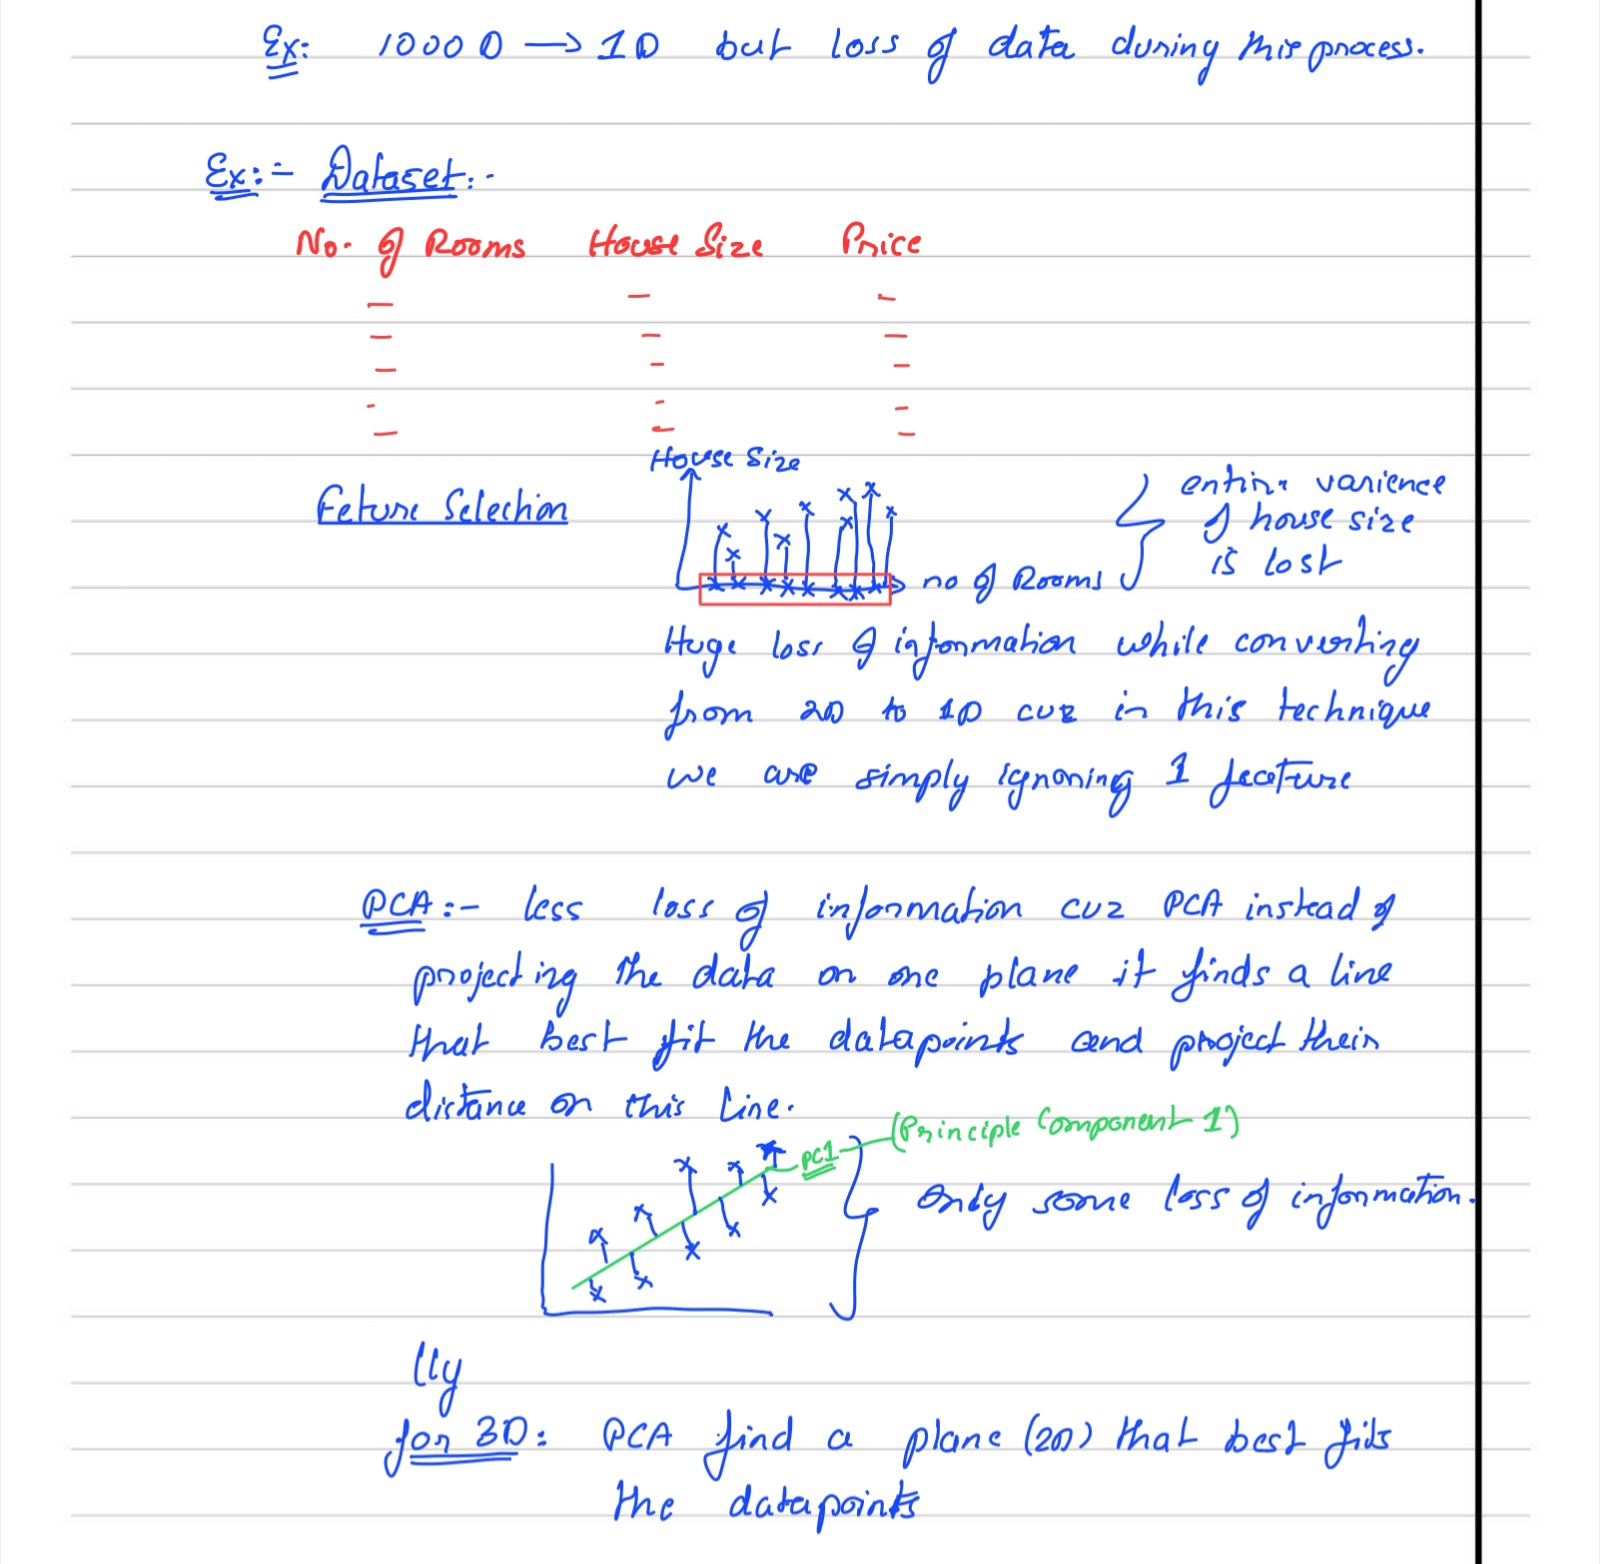 Ex: 1000D → 1D but loss of data during this process.
Ex:- Dataset:-
No. of Rooms House Size Price
House Size
Feture Selection
entire varience
of house size
is lost
no of Rooms
Huge loss of information while converting
from 2D to 1D cuz in this technique
we are simply ignoring 1 feature
PCA:- less loss of information cuz PCA instead of
projecting the data on one plane it finds a line
that best fit the datapoints and project their
distance on this line.
PC1 (Principle Component 1)
Only some loss of information.
lly
for 3D: PCA find a plane (2D) that best fits
the datapoints